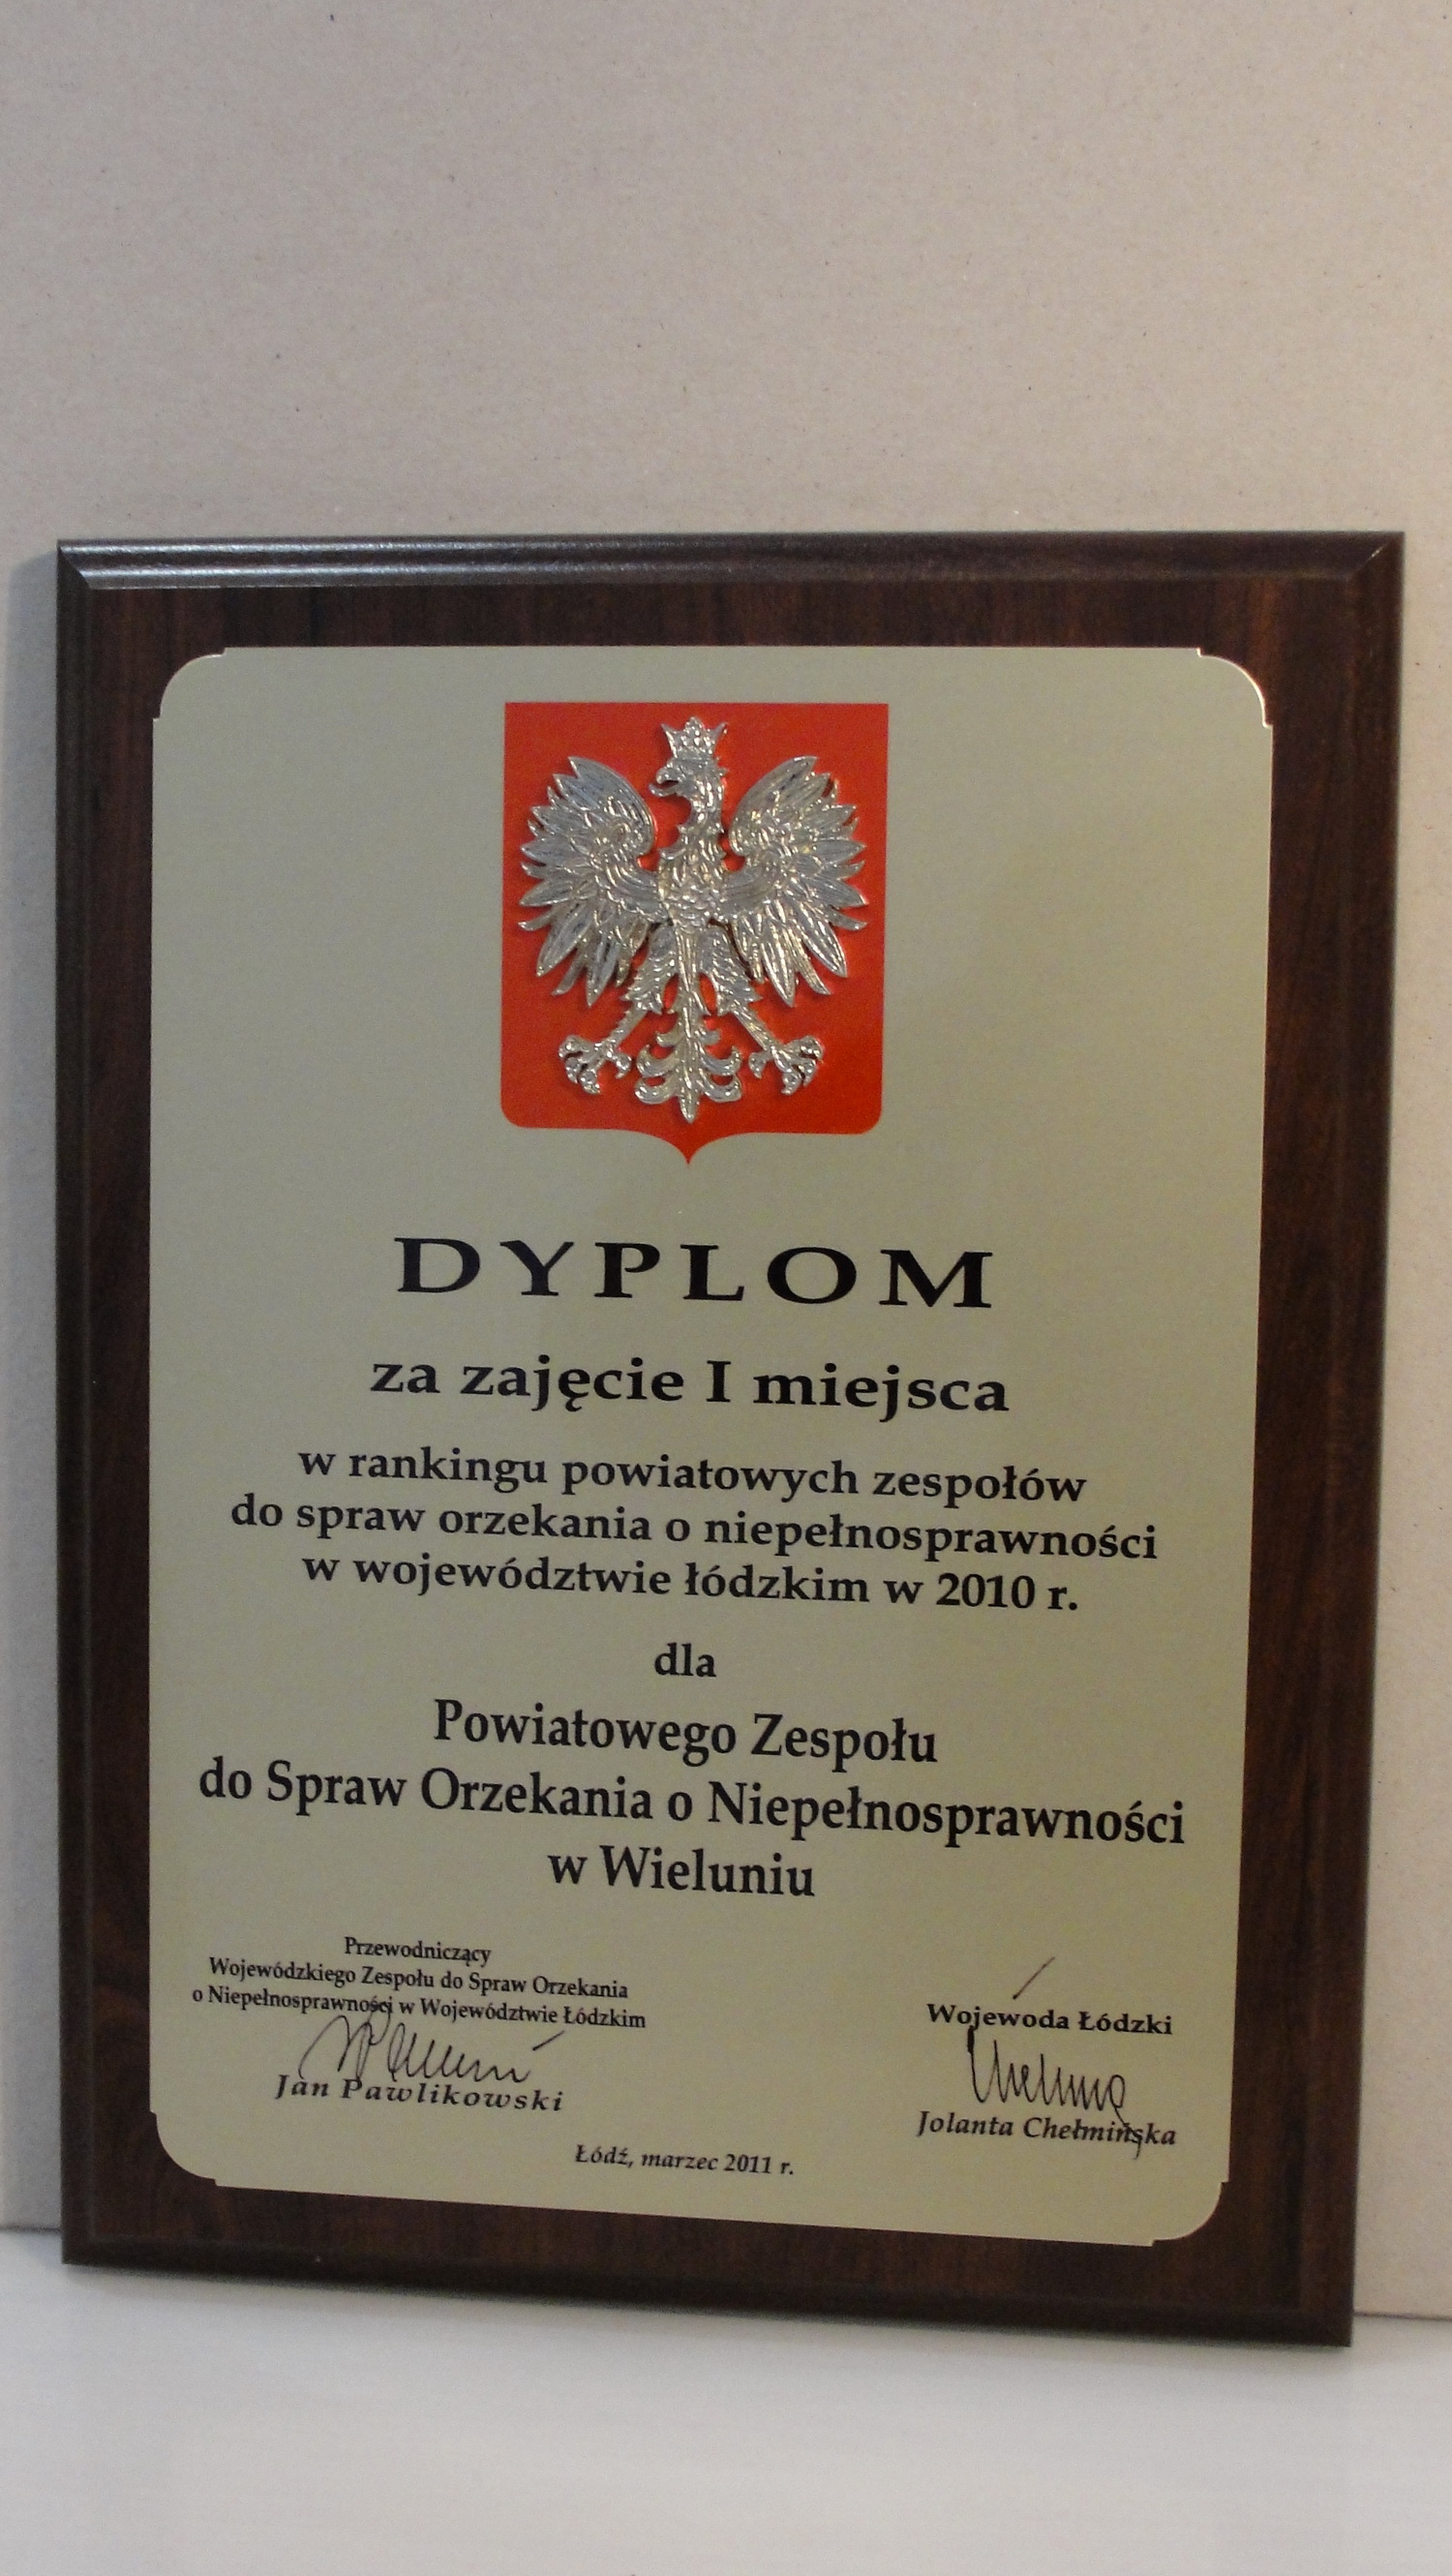 DYPLOM
za zajęcie I miejsca
w rankingu powiatowych zespołów
do spraw orzekania o niepełnosprawności
w województwie łódzkim w 2010 r.
dla
Powiatowego Zespołu
do Spraw Orzekania o Niepełnosprawności
w Wieluniu
Przewodniczący
Wojewódzkiego Zespołu do Spraw Orzekania
o Niepełnosprawności w Województwie Łódzkim
Jan Pawlikowski
Wojewoda Łódzki
Jolanta Chełmińska
Łódź, marzec 2011 r.